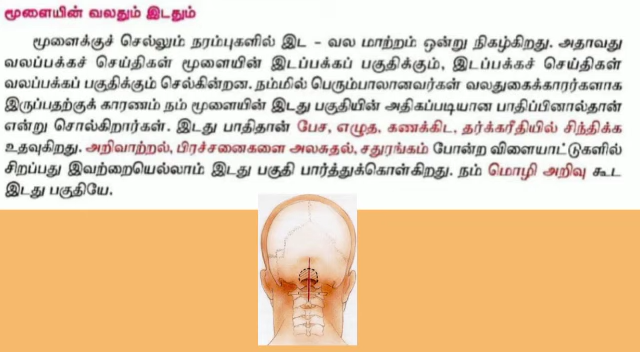 மூளையின் வலதும் இடதும்
மூளைக்குச் செல்லும் நரம்புகளில் இட – வல மாற்றம் ஒன்று நிகழ்கிறது. அதாவது
வலப்பக்கச் செய்திகள் மூளையின் இடப்பக்கப் பகுதிக்கும், இடப்பக்கச் செய்திகள்
வலப்பக்கப் பகுதிக்கும் செல்கின்றன. நம்மில் பெரும்பாலானவர்கள் வலதுகைக்காரர்களாக
இருப்பதற்குக் காரணம் நம் மூளையின் இடது பகுதியின் அதிகப்படியான பாதிப்பினால்தான்
என்று சொல்கிறார்கள். இடது பாதிதான் பேச, எழுத, கணக்கிட, தர்க்கரீதியில் சிந்திக்க
உதவுகிறது. அறிவாற்றல், பிரச்சனைகளை அலசுதல், சதுரங்கம் போன்ற விளையாட்டுகளில்
சிறப்பது இவற்றையெல்லாம் இடது பகுதி பார்த்துக்கொள்கிறது. நம் மொழி அறிவு கூட
இடது பகுதியே.